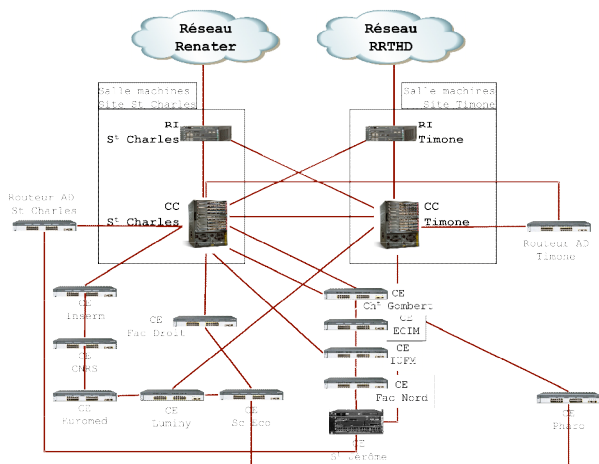 Réseau
Renater
Réseau
RRTHD
Salle machines
Site St Charles
Salle machines
Site Timone
RI
Sᵗ Charles
RI
Timone
Routeur AD
St Charles
CC
Sᵗ Charles
CC
Timone
Routeur AD
Timone
CE
Inserm
CE
Fac Droit
CE
Chᵗ Gombert
CE
ECIM
CE
CNRS
CE
IUFM
CE
Fac Nord
CE
Euromed
CE
Luminy
CE
Sc Eco
CE
Sᵗ Jérôme
CE
Pharo